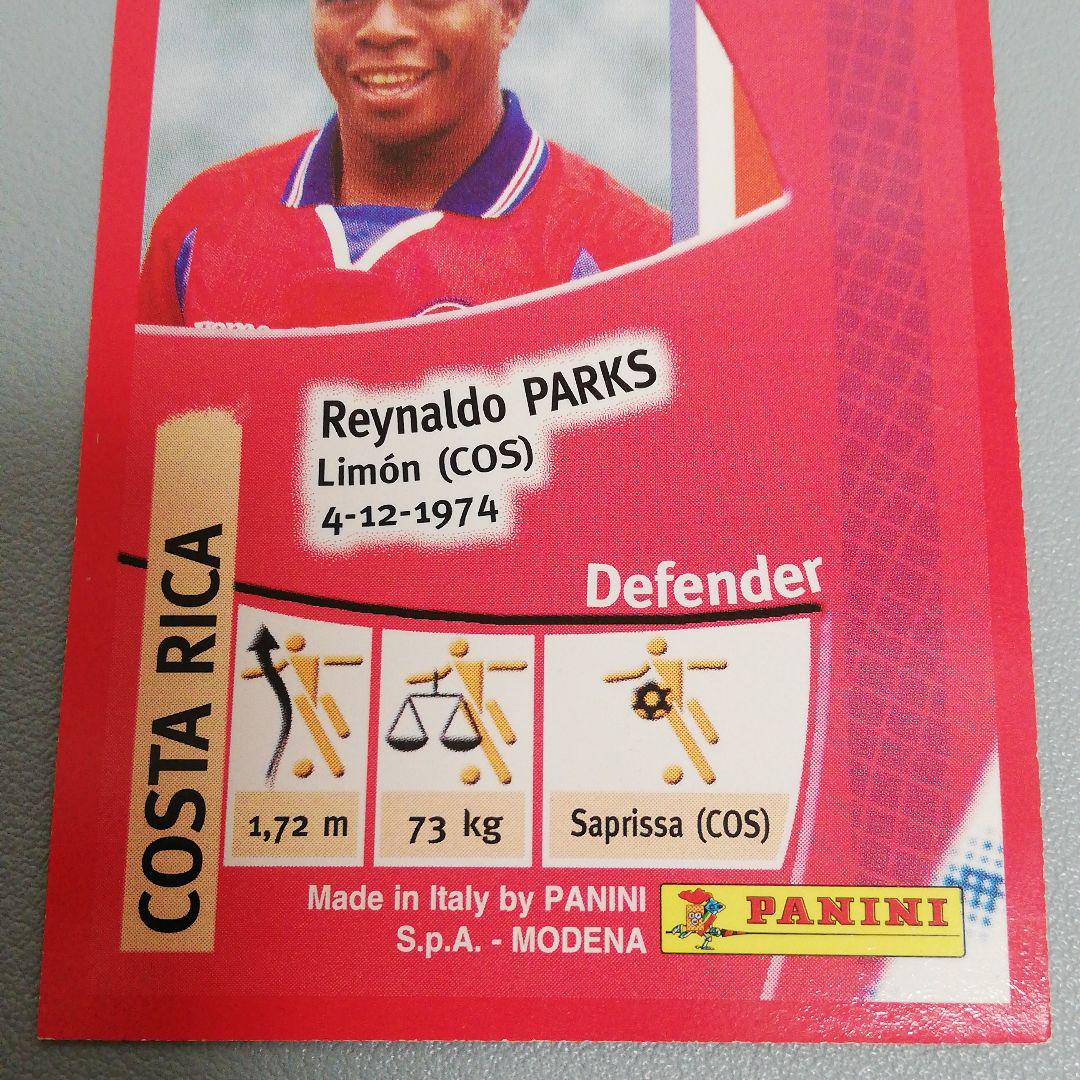 Reynaldo PARKS
Limón (COS)
4-12-1974
Defender
COSTA RICA
1,72 m
73 kg
Saprissa (COS)
Made in Italy by PANINI
S.p.A. - MODENA
PANINI